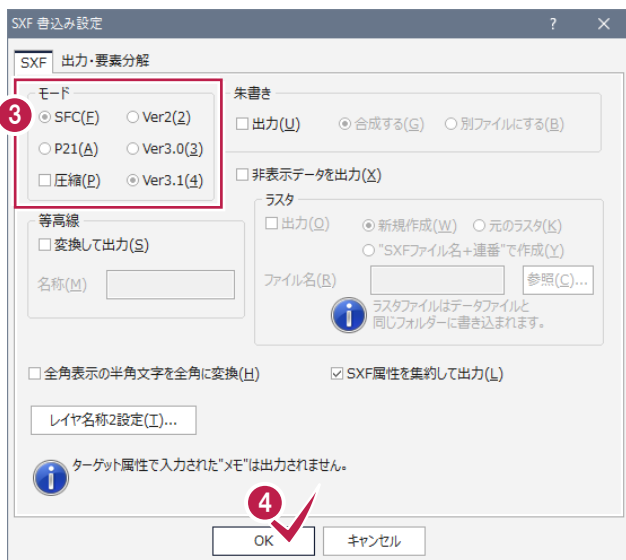 SXF 書込み設定 ? ×
SXF 出力・要素分解
モード
3
SFC(F) Ver2(2)
P21(A) Ver3.0(3)
圧縮(P) Ver3.1(4)
朱書き
出力(U) 合成する(G) 別ファイルにする(B)
非表示データを出力(X)
等高線
変換して出力(S)
名称(M)
ラスタ
出力(O) 新規作成(W) 元のラスタ(K)
"SXFファイル名+連番"で作成(Y)
ファイル名(R) 参照(C)...
ラスタファイルはデータファイルと
同じフォルダーに書き込まれます。
全角表示の半角文字を全角に変換(H) SXF属性を集約して出力(L)
レイヤ名称2設定(T)...
ターゲット属性で入力された"メモ"は出力されません。
4
OK キャンセル